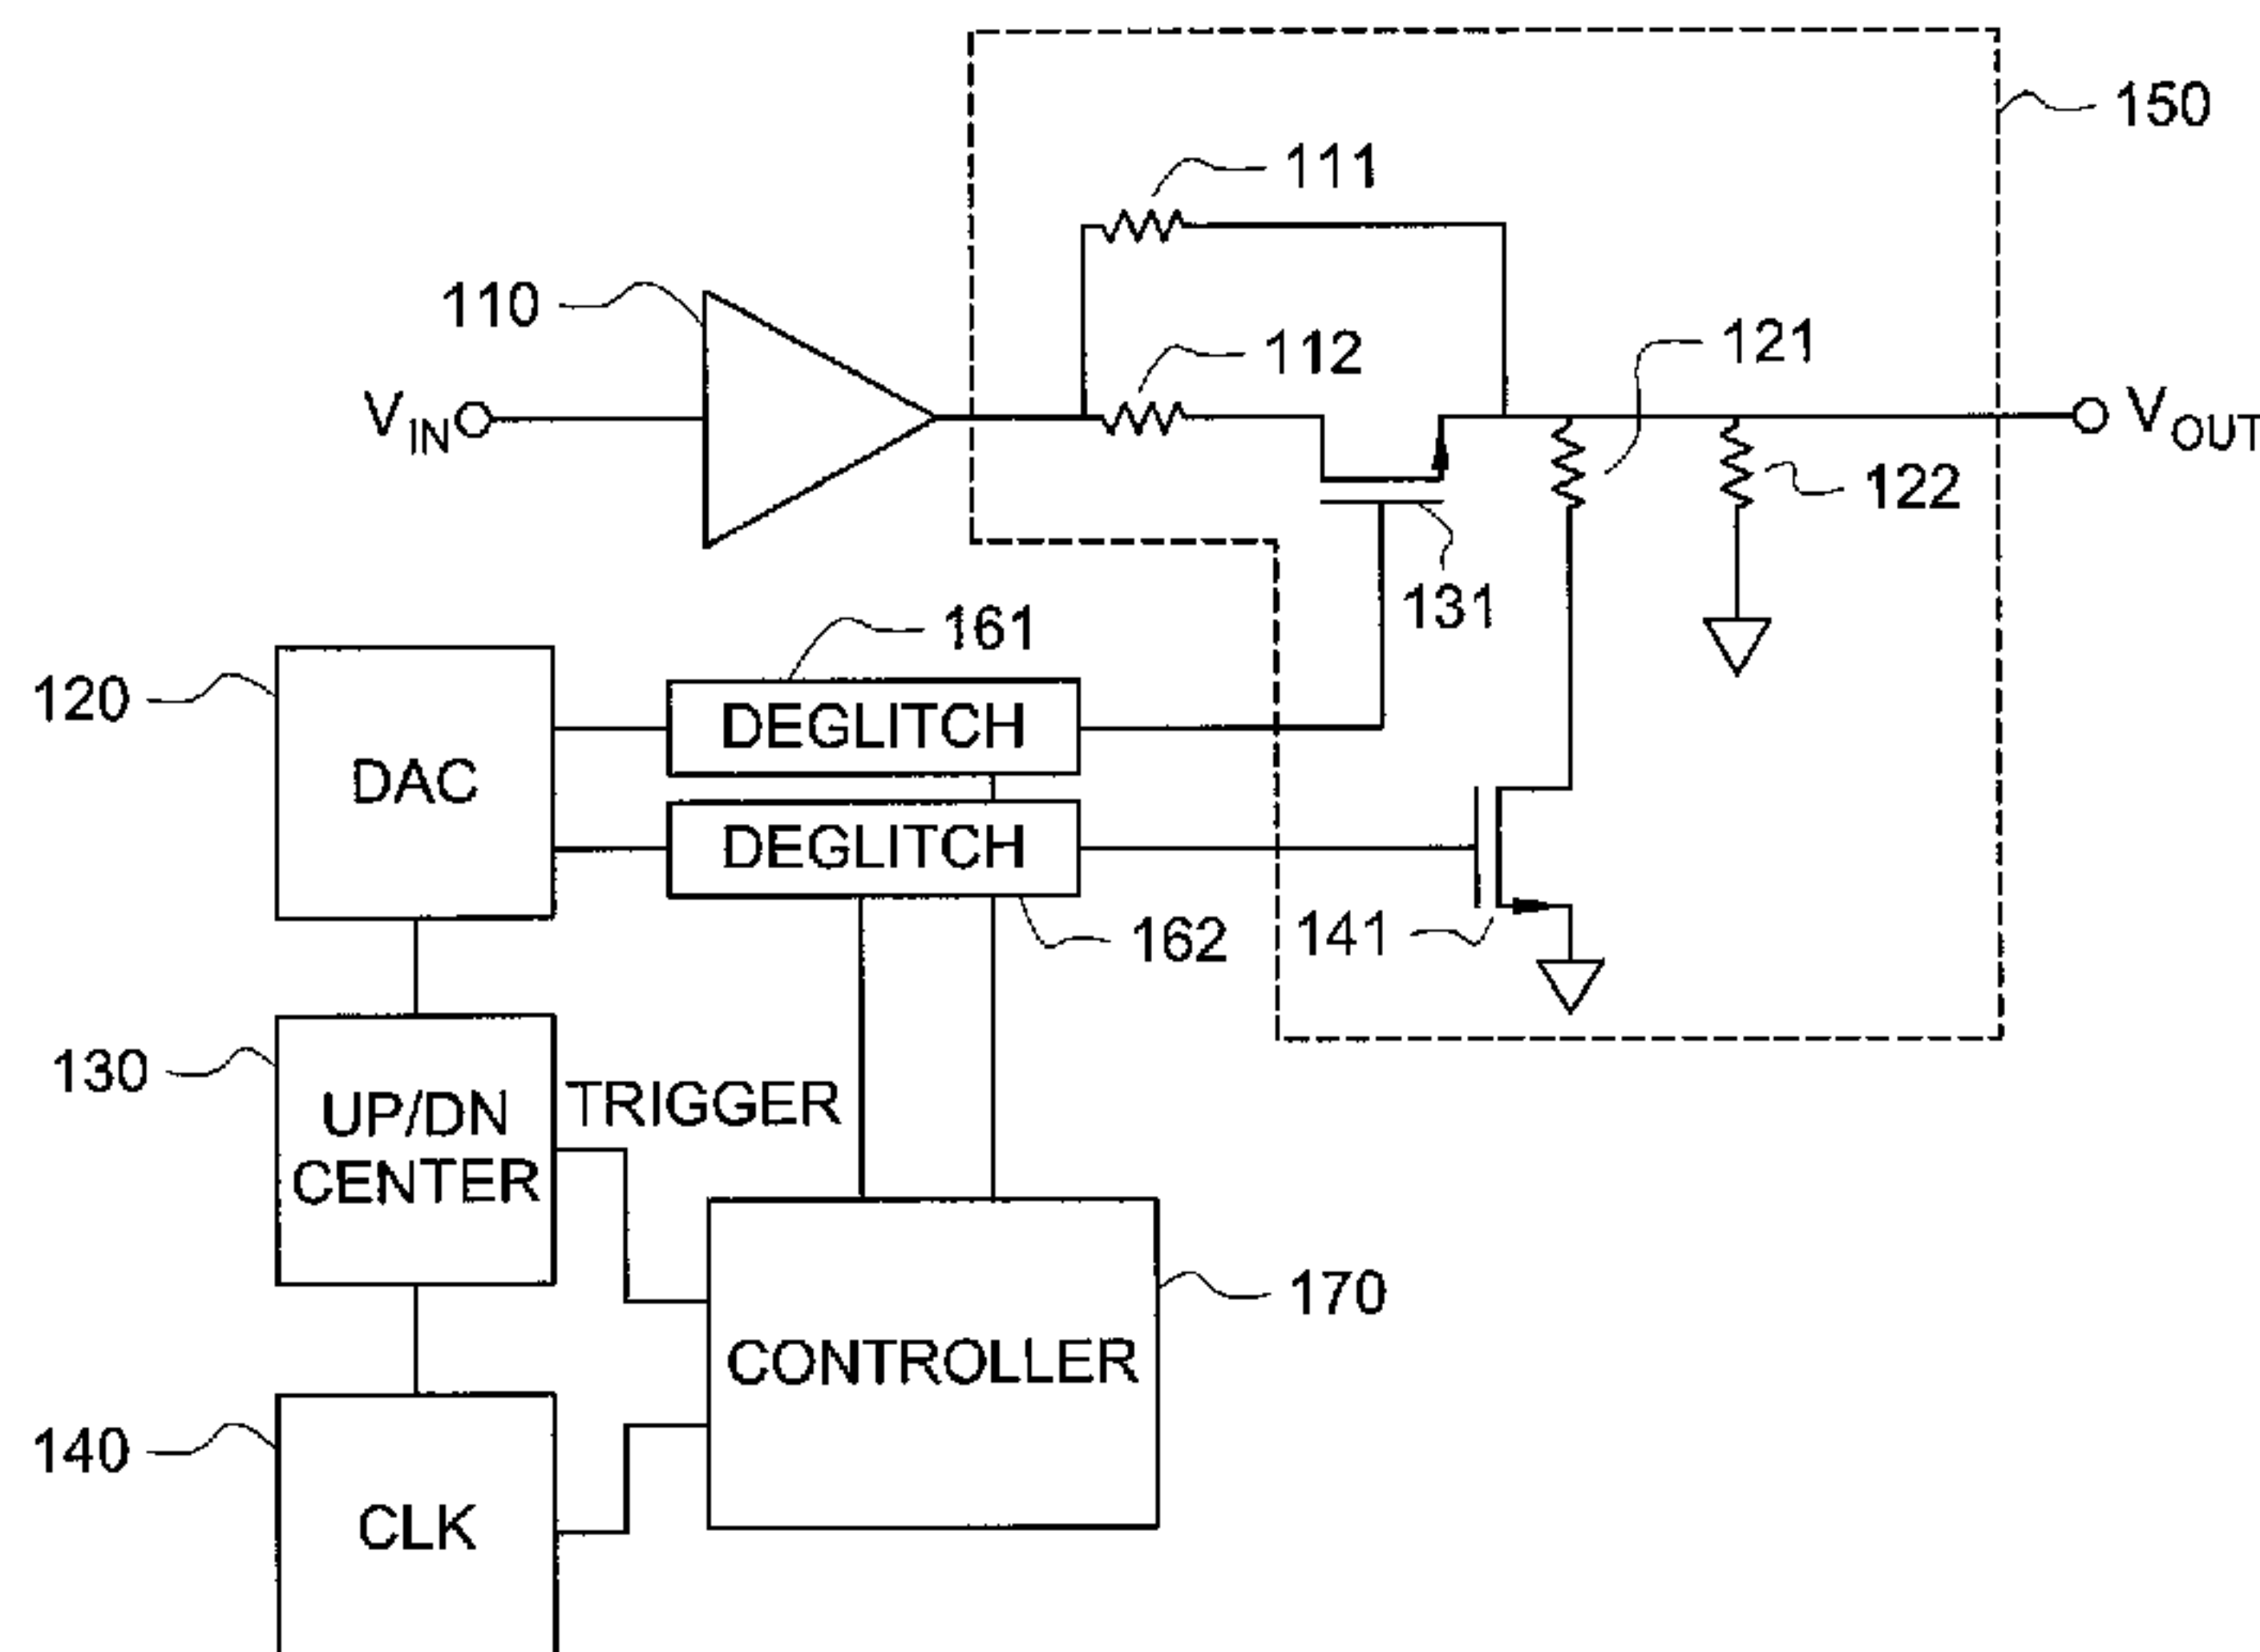 150
111
110
112
121
VIN
VOUT
122
131
161
120
DEGLITCH
DAC
DEGLITCH
141
162
130
UP/DN
CENTER
TRIGGER
170
CONTROLLER
140
CLK